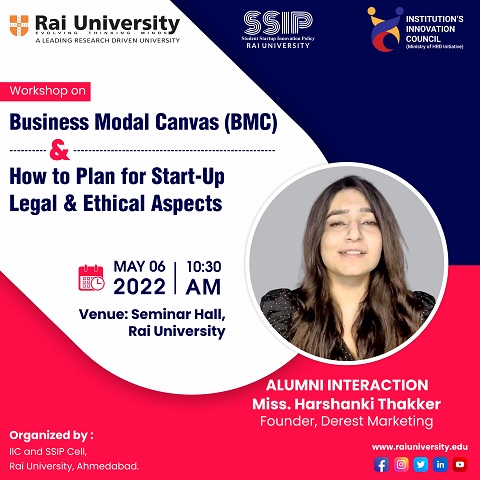 Rai University
EVOLVING THINKING MINDS
A LEADING RESEARCH DRIVEN UNIVERSITY
SSIP
Student Startup Innovation Policy
RAI UNIVERSITY
INSTITUTION'S
INNOVATION
COUNCIL
(Ministry of HRD Initiative)
Workshop on
Business Modal Canvas (BMC)
&
How to Plan for Start-Up
Legal & Ethical Aspects
MAY 06
2022
10:30
AM
Venue: Seminar Hall,
Rai University
ALUMNI INTERACTION
Miss. Harshanki Thakker
Founder, Derest Marketing
Organized by :
IIC and SSIP Cell,
Rai University, Ahmedabad.
www.raiuniversity.edu